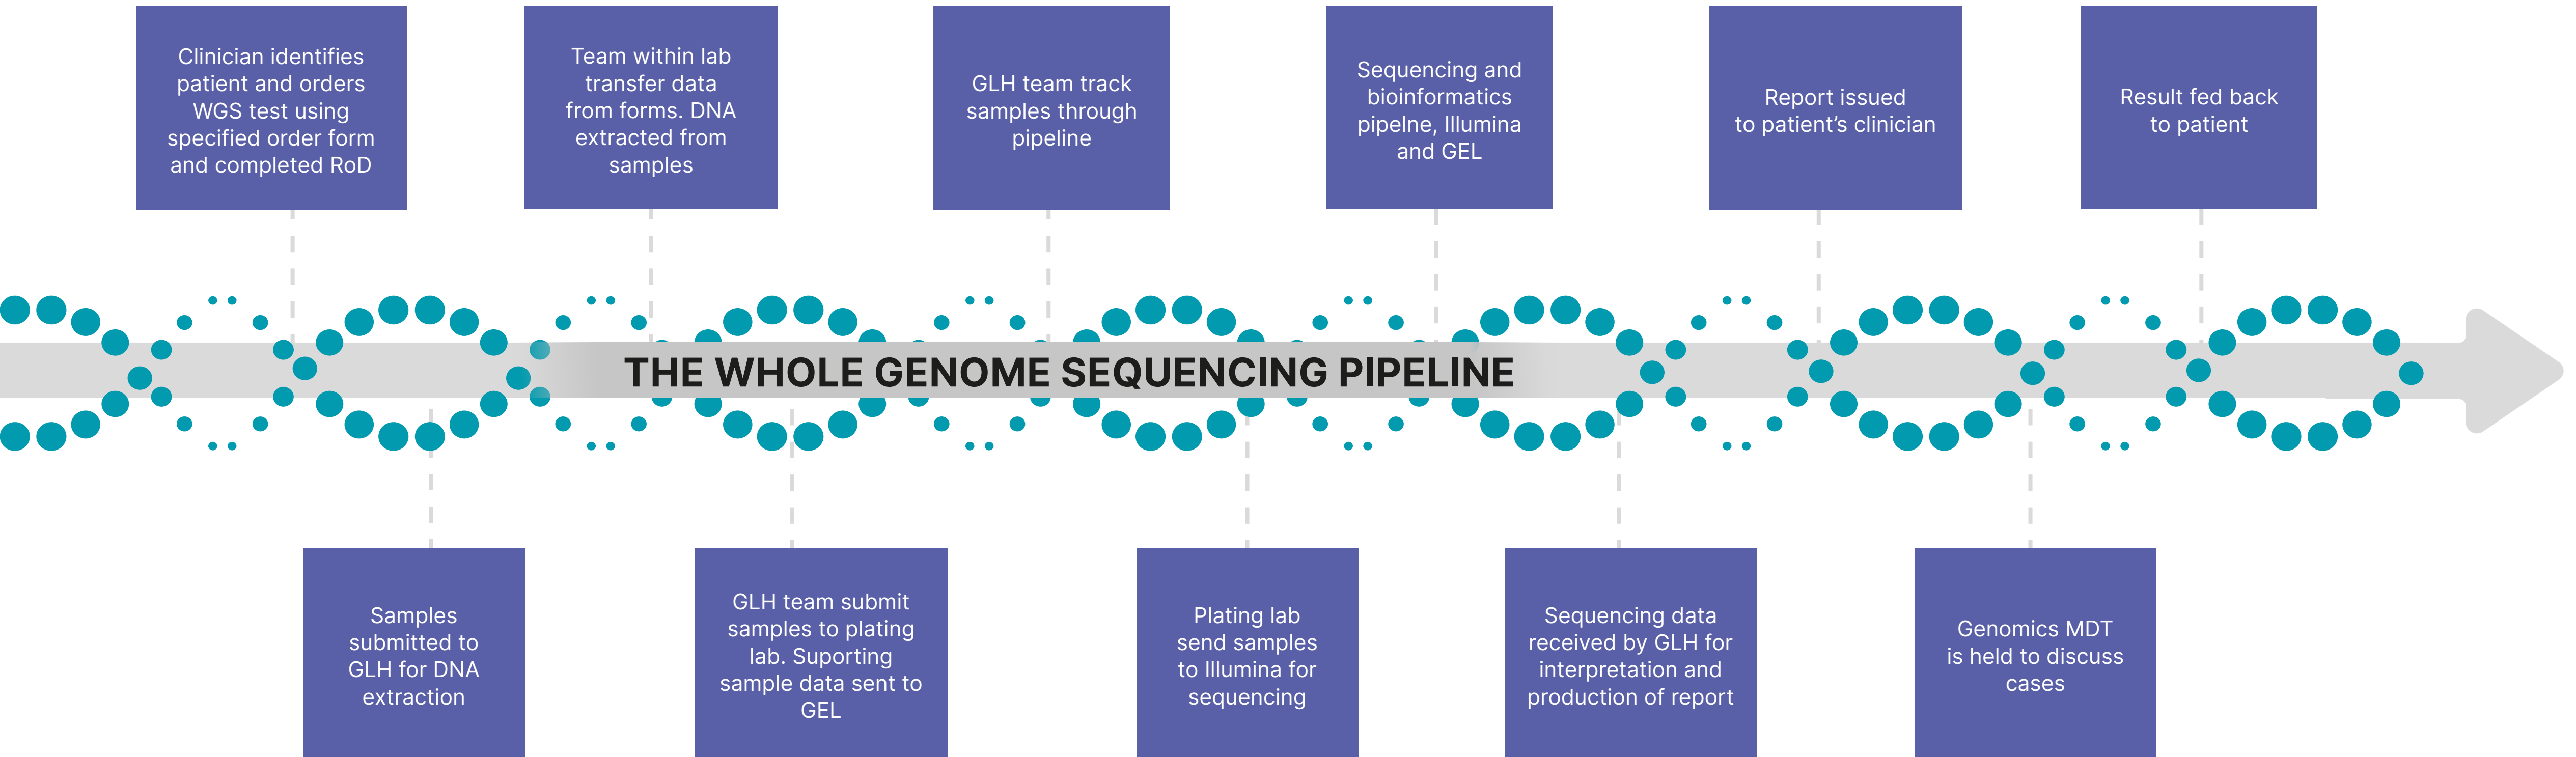 Clinician identifies
patient and orders
WGS test using
specified order form
and completed RoD
Team within lab
transfer data
from forms. DNA
extracted from
samples
GLH team track
samples through
pipeline
Sequencing and
bioinformatics
pipelne, Illumina
and GEL
Report issued
to patient’s clinician
Result fed back
to patient
THE WHOLE GENOME SEQUENCING PIPELINE
Samples
submitted to
GLH for DNA
extraction
GLH team submit
samples to plating
lab. Suporting
sample data sent to
GEL
Plating lab
send samples
to Illumina for
sequencing
Sequencing data
received by GLH for
interpretation and
production of report
Genomics MDT
is held to discuss
cases